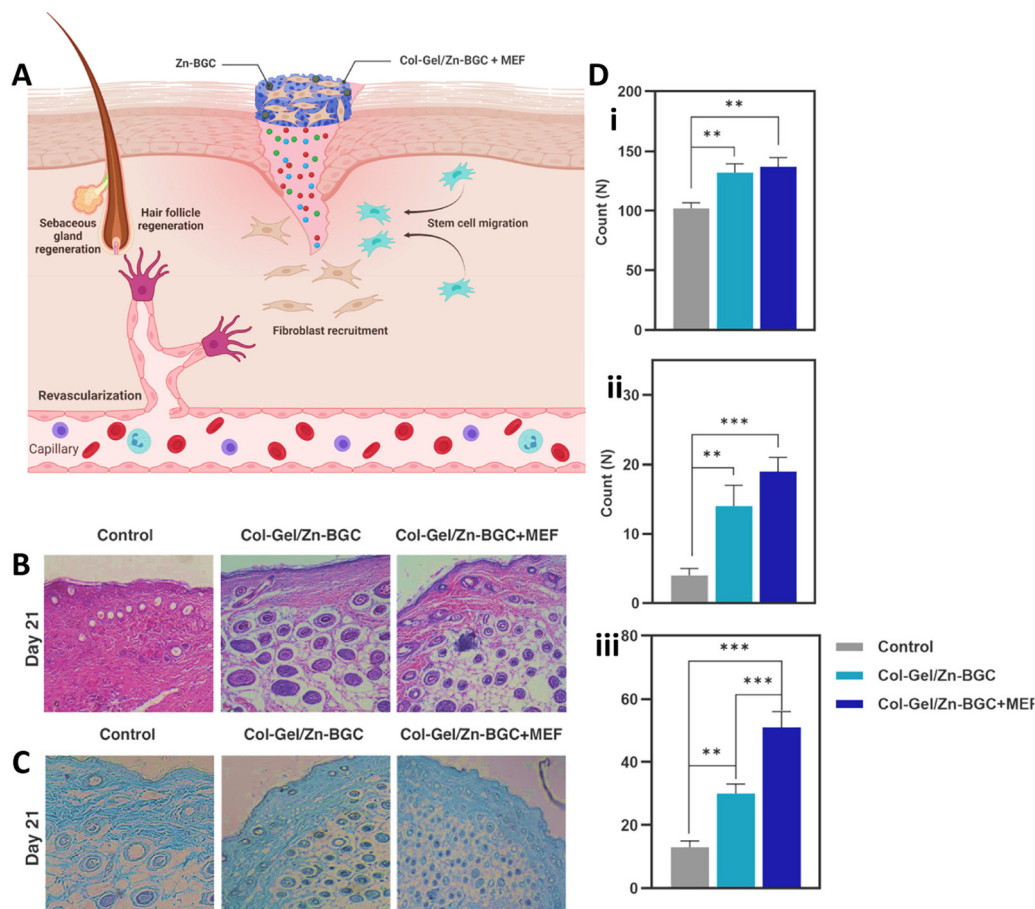 A
Zn-BGC
Col-Gel/Zn-BGC + MEF
Sebaceous
gland
regeneration
Hair follicle
regeneration
Stem cell migration
Fibroblast recruitment
Revascularization
Capillary
B
Control
Col-Gel/Zn-BGC
Col-Gel/Zn-BGC+MEF
Day 21
C
Control
Col-Gel/Zn-BGC
Col-Gel/Zn-BGC+MEF
Day 21
D
i
200
150
100
50
0
Count (N)
**
**
ii
30
20
10
0
Count (N)
***
**
iii
80
60
40
20
0
***
***
**
Control
Col-Gel/Zn-BGC
Col-Gel/Zn-BGC+MEF